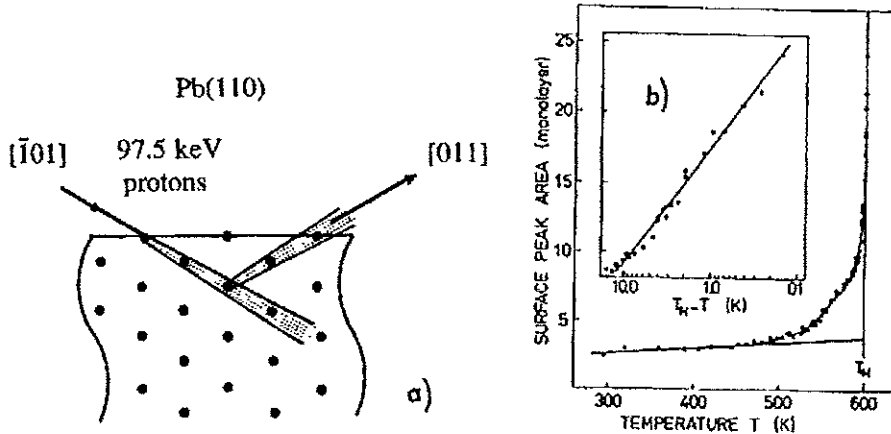 Pb(110)
[1̄01]
97.5 keV
protons
[011]
a)
SURFACE PEAK AREA (monolayer)
25
20
15
10
5
b)
10.0
1.0
0.1
T_M-T (K)
T_M
300
400
500
600
TEMPERATURE T (K)